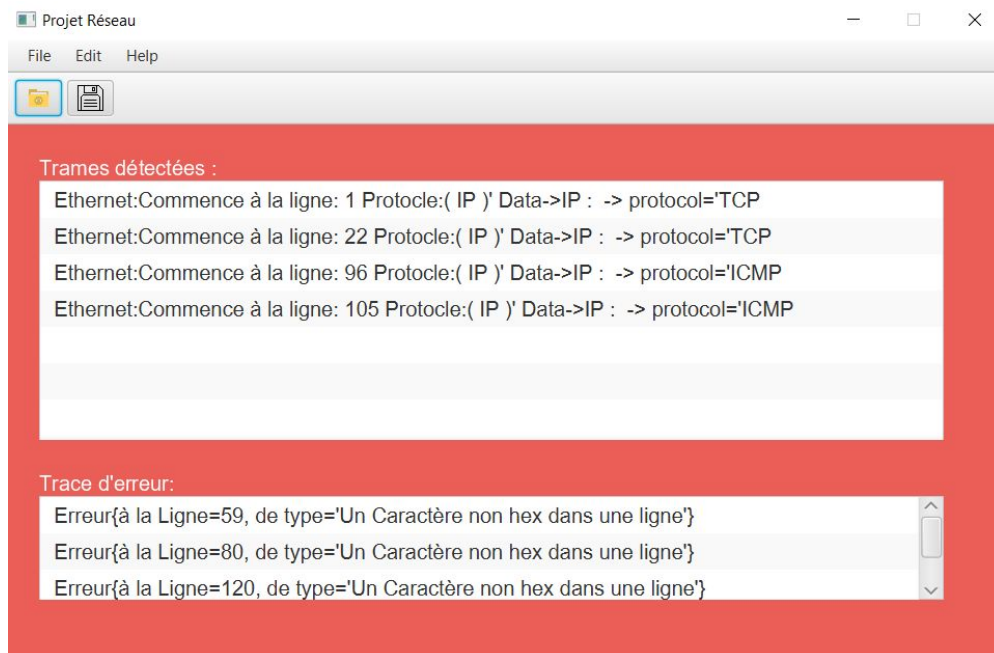 Projet Réseau
File Edit Help
Trames détectées :
Ethernet:Commence à la ligne: 1 Protocle:( IP )' Data->IP :  -> protocol='TCP
Ethernet:Commence à la ligne: 22 Protocle:( IP )' Data->IP :  -> protocol='TCP
Ethernet:Commence à la ligne: 96 Protocle:( IP )' Data->IP :  -> protocol='ICMP
Ethernet:Commence à la ligne: 105 Protocle:( IP )' Data->IP :  -> protocol='ICMP
Trace d'erreur:
Erreur{à la Ligne=59, de type='Un Caractère non hex dans une ligne'}
Erreur{à la Ligne=80, de type='Un Caractère non hex dans une ligne'}
Erreur{à la Ligne=120, de type='Un Caractère non hex dans une ligne'}